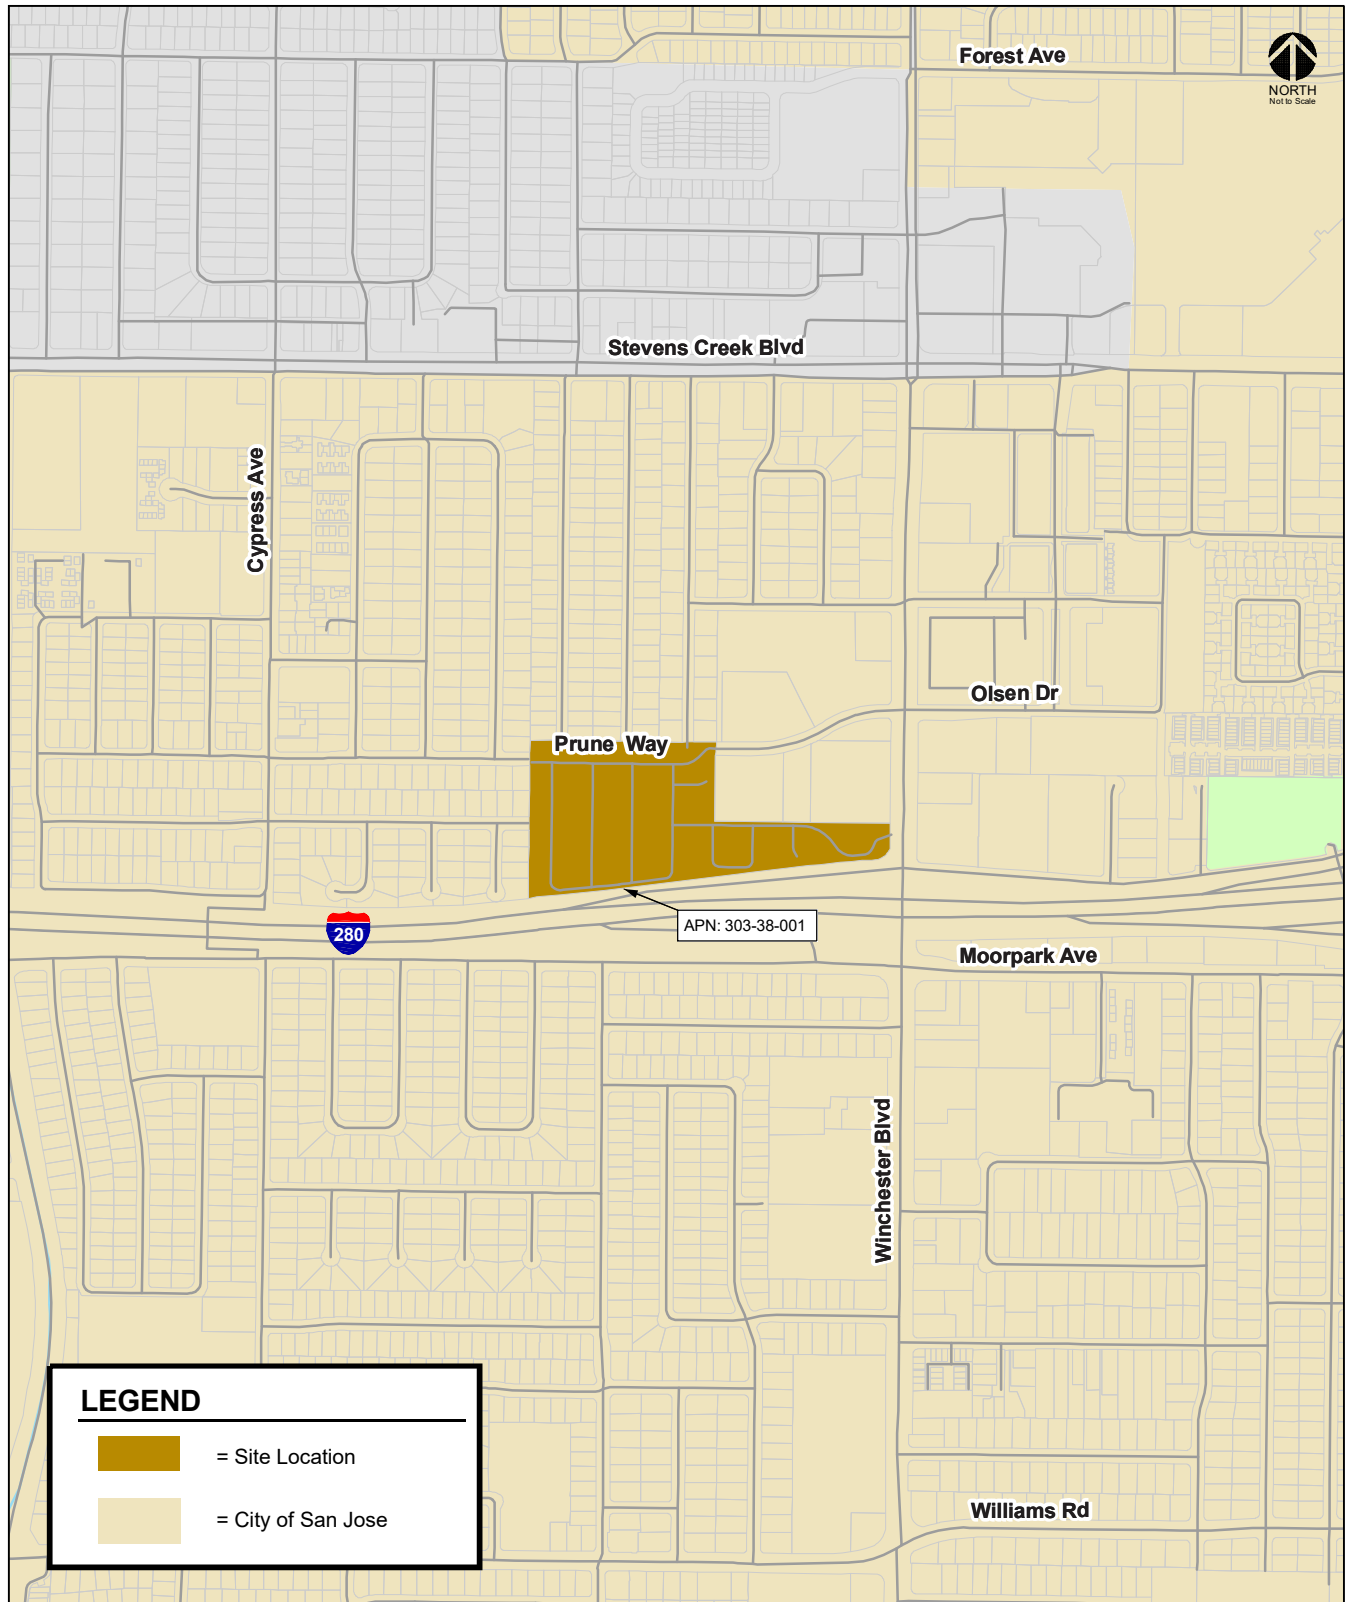 Forest Ave
NORTH
Not to Scale
Stevens Creek Blvd
Cypress Ave
Olsen Dr
Prune Way
APN: 303-38-001
280
Moorpark Ave
Winchester Blvd
LEGEND
= Site Location
= City of San Jose
Williams Rd